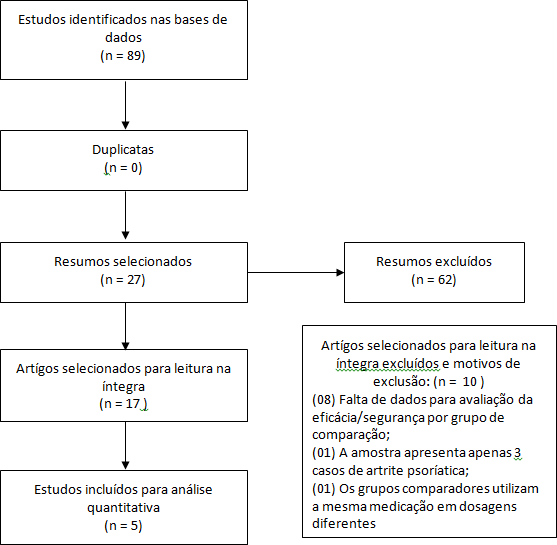 Estudos identificados nas bases de
dados
(n = 89)
Duplicatas
(n = 0)
Resumos selecionados
(n = 27)
Resumos excluídos
(n = 62)
Artígos selecionados para leitura na
íntegra
(n = 17 )
Artígos selecionados para leitura na
íntegra excluídos e motivos de
exclusão: (n = 10 )
(08) Falta de dados para avaliação da
eficácia/segurança por grupo de
comparação;
(01) A amostra apresenta apenas 3
casos de artrite psoríatica;
(01) Os grupos comparadores utilizam
a mesma medicação em dosagens
diferentes
Estudos incluídos para análise
quantitativa
(n = 5)